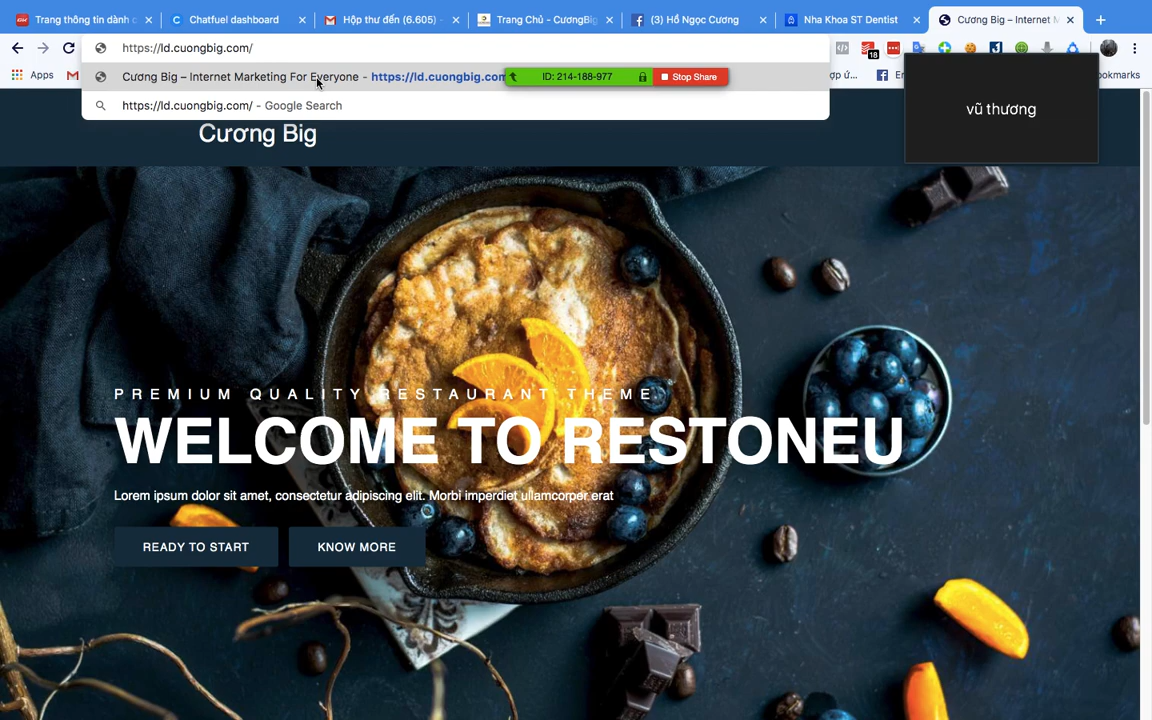 Trang thông tin dành c
Chatfuel dashboard
Hộp thư đến (6.605) -
Trang Chủ - CươngBig
(3) Hồ Ngọc Cương
Nha Khoa ST Dentist
Cương Big – Internet M
https://ld.cuongbig.com/
18
Apps
Cương Big – Internet Marketing For Everyone - https://ld.cuongbig.com
ID: 214-188-977
Stop Share
ợp ứ...
En
ookmarks
https://ld.cuongbig.com/ - Google Search
vũ thương
Cương Big
PREMIUM QUALITY RESTAURANT THEME.
WELCOME TO RESTONEU
Lorem ipsum dolor sit amet, consectetur adipiscing elit. Morbi imperdiet ullamcorper erat
READY TO START
KNOW MORE